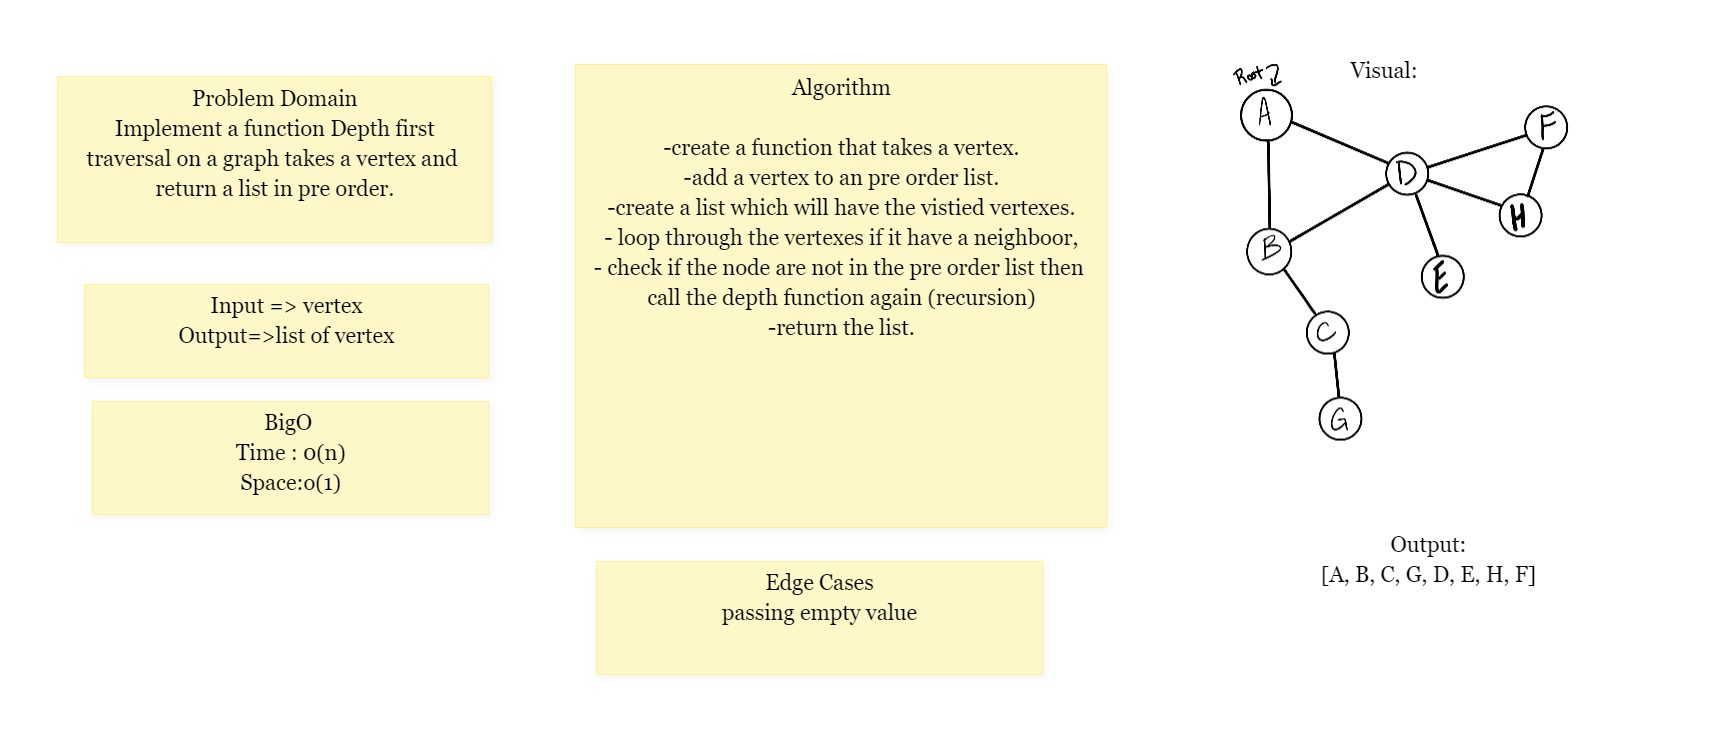 Problem Domain
Implement a function Depth first
traversal on a graph takes a vertex and
return a list in pre order.
Input => vertex
Output=>list of vertex
BigO
Time : o(n)
Space:o(1)
Algorithm
-create a function that takes a vertex.
-add a vertex to an pre order list.
-create a list which will have the vistied vertexes.
- loop through the vertexes if it have a neighboor,
- check if the node are not in the pre order list then
call the depth function again (recursion)
-return the list.
Edge Cases
passing empty value
Visual:
Root
A
F
D
H
B
E
C
G
Output:
[A, B, C, G, D, E, H, F]